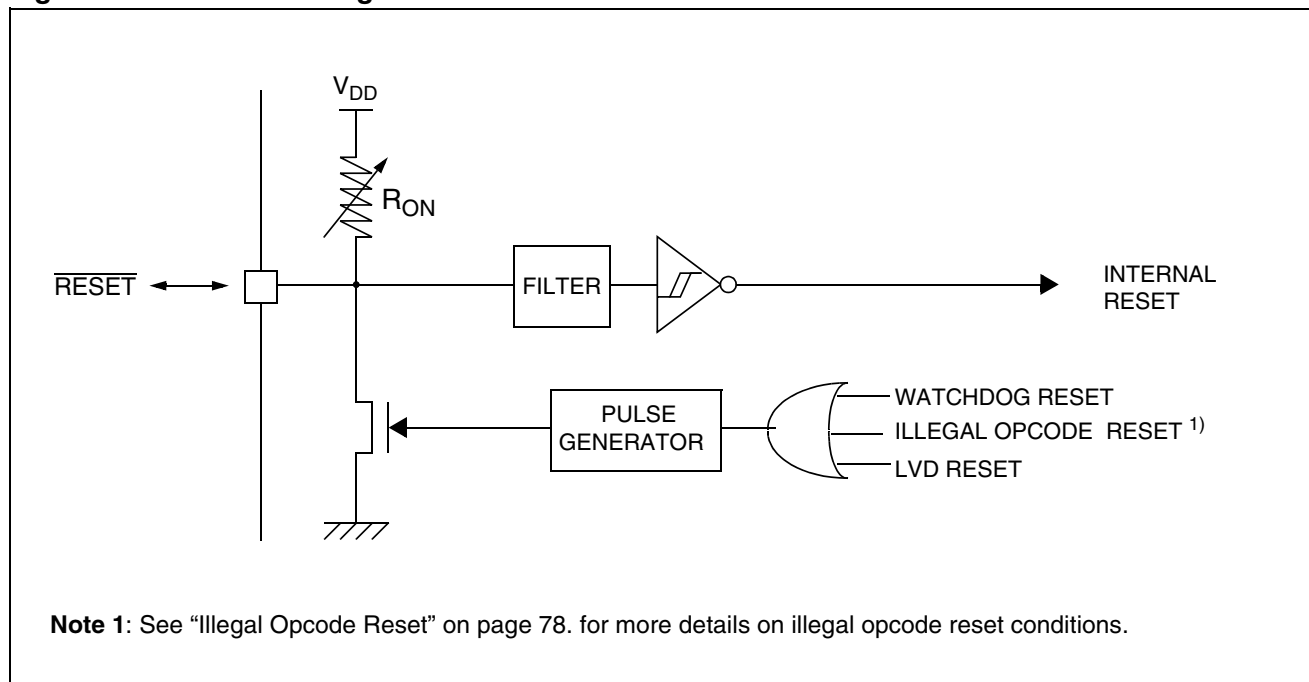 V_DD
R_ON
RESET
FILTER
INTERNAL
RESET
PULSE
GENERATOR
WATCHDOG RESET
ILLEGAL OPCODE RESET 1)
LVD RESET
Note 1: See “Illegal Opcode Reset” on page 78. for more details on illegal opcode reset conditions.